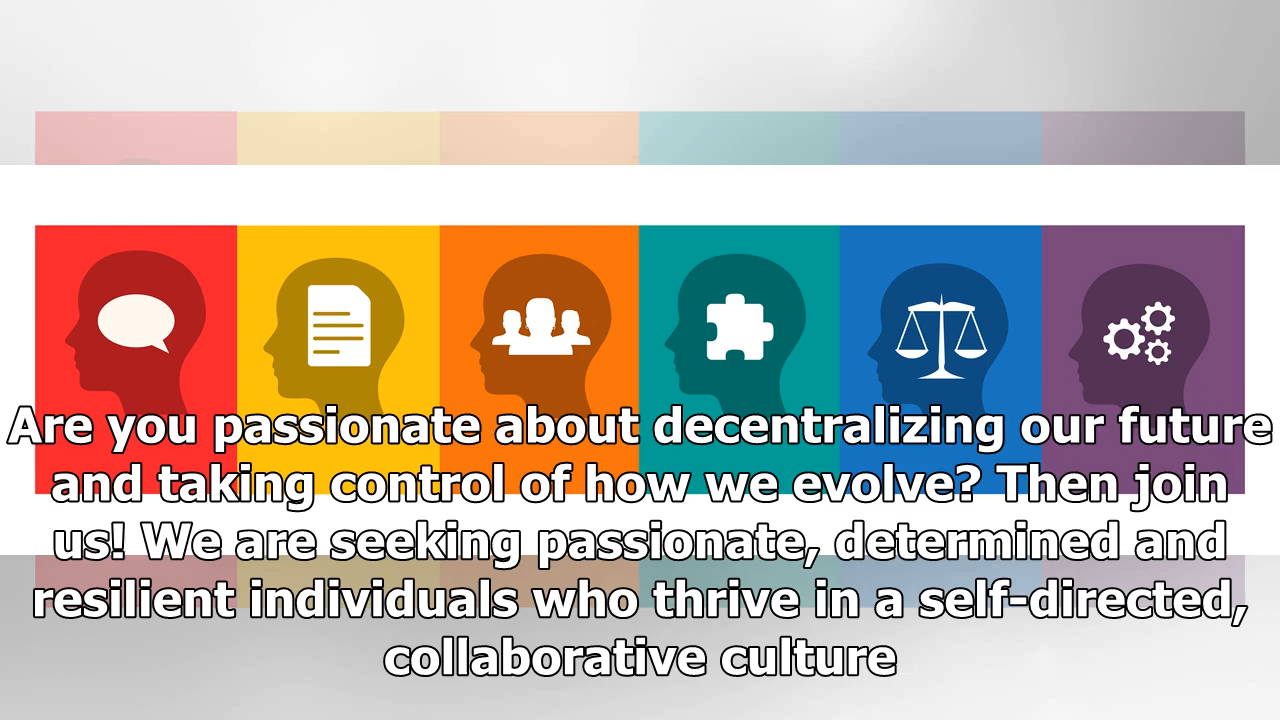 Are you passionate about decentralizing our future
and taking control of how we evolve? Then join
us! We are seeking passionate, determined and
resilient individuals who thrive in a self-directed,
collaborative culture